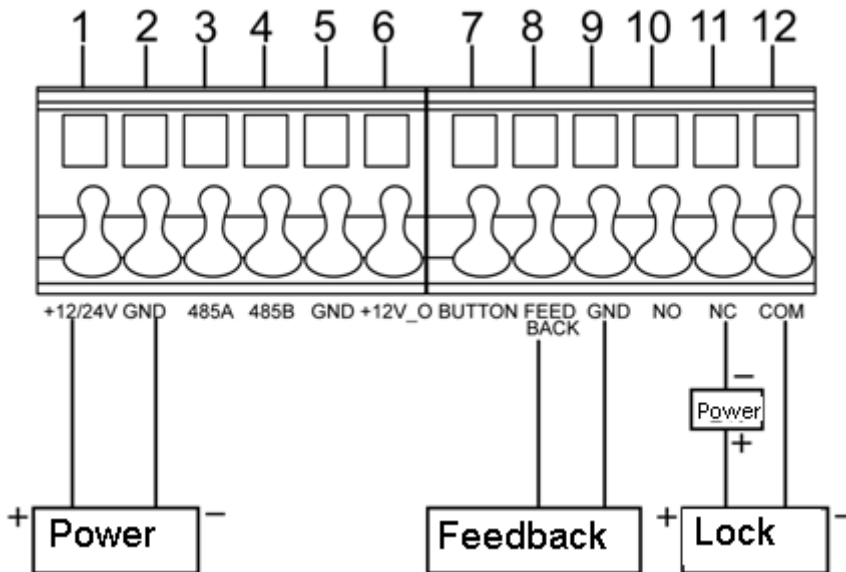 1 2 3 4 5 6 7 8 9 10 11 12
+12/24V GND 485A 485B GND +12V_O BUTTON FEED GND NO NC COM
BACK
−
Power
+
+ Power − Feedback + Lock −